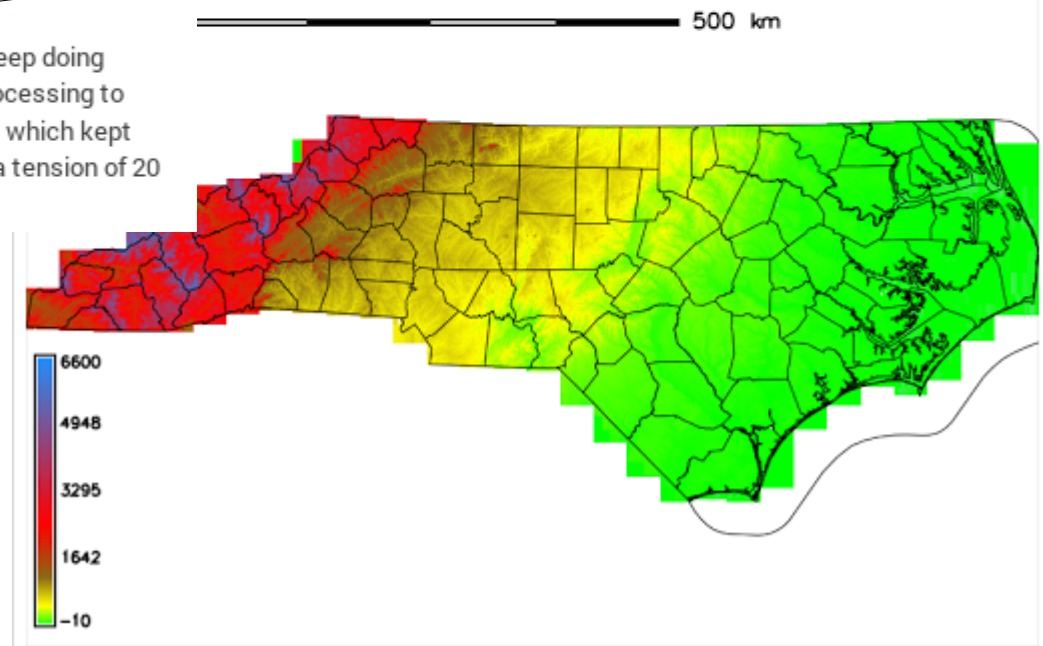 500 km
eep doing
ocessing to
which kept
a tension of 20
6600
4948
3295
1642
-10